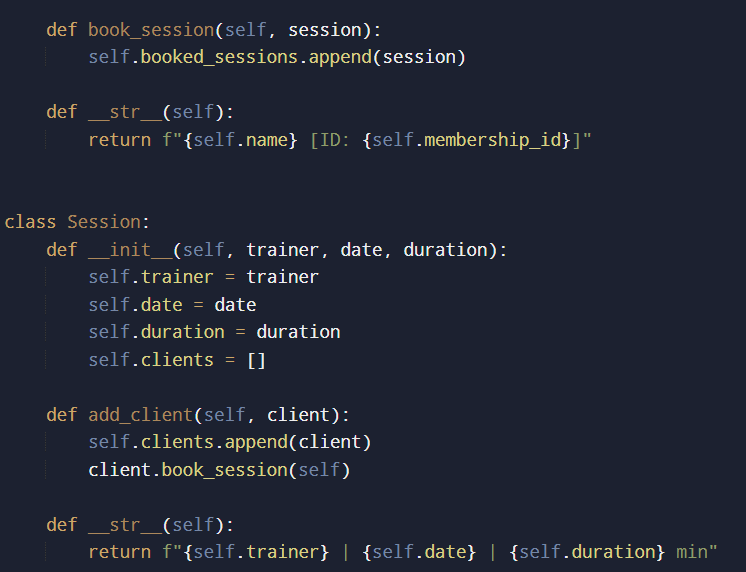 def book_session(self, session):
        self.booked_sessions.append(session)

    def __str__(self):
        return f"{self.name} [ID: {self.membership_id}]"


class Session:
    def __init__(self, trainer, date, duration):
        self.trainer = trainer
        self.date = date
        self.duration = duration
        self.clients = []

    def add_client(self, client):
        self.clients.append(client)
        client.book_session(self)

    def __str__(self):
        return f"{self.trainer} | {self.date} | {self.duration} min"